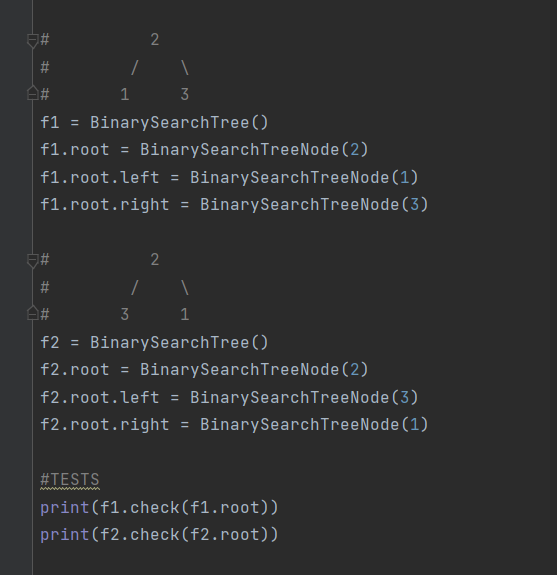 #          2
#        /    \
#       1     3
f1 = BinarySearchTree()
f1.root = BinarySearchTreeNode(2)
f1.root.left = BinarySearchTreeNode(1)
f1.root.right = BinarySearchTreeNode(3)
#          2
#        /    \
#       3     1
f2 = BinarySearchTree()
f2.root = BinarySearchTreeNode(2)
f2.root.left = BinarySearchTreeNode(3)
f2.root.right = BinarySearchTreeNode(1)
#TESTS
print(f1.check(f1.root))
print(f2.check(f2.root))